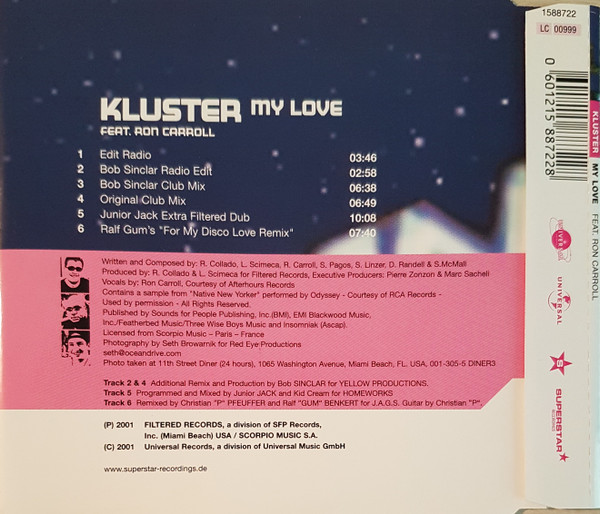 KLUSTER MY LOVE
FEAT. RON CARROLL
1 Edit Radio 03:46
2 Bob Sinclar Radio Edit 02:58
3 Bob Sinclar Club Mix 06:38
4 Original Club Mix 06:49
5 Junior Jack Extra Filtered Dub 10:08
6 Ralf Gum's "For My Disco Love Remix" 07:40
Written and Composed by: R. Collado, L. Scimeca, R. Carroll, S. Pagos, S. Linzer, D. Randell & S.McMall
Produced by: R. Collado & L. Scimeca for Filtered Records, Executive Producers: Pierre Zonzon & Marc Sacheli
Vocals by: Ron Carroll, Courtesy of Afterhours Records
Contains a sample from "Native New Yorker" performed by Odyssey - Courtesy of RCA Records -
Used by permission - All Rights Reserved.
Published by Sounds for People Publishing, Inc.(BMI), EMI Blackwood Music,
Inc./Featherbed Music/Three Wise Boys Music and Insomniak (Ascap).
Licensed from Scorpio Music – Paris – France
Photography by Seth Browarnik for Red Eye Productions
seth@oceandrive.com
Photo taken at 11th Street Diner (24 hours), 1065 Washington Avenue, Miami Beach, FL. USA, 001-305-5 DINER3
Track 2 & 4 Additional Remix and Production by Bob SINCLAR for YELLOW PRODUCTIONS.
Track 5 Programmed and Mixed by Junior JACK and Kid Cream for HOMEWORKS
Track 6 Remixed by Christian "P" PFEUFFER and Ralf "GUM" BENKERT for J.A.G.S. Guitar by Christian "P".
(P) 2001 FILTERED RECORDS, a division of SFP Records,
Inc. (Miami Beach) USA / SCORPIO MUSIC S.A.
(C) 2001 Universal Records, a division of Universal Music GmbH
www.superstar-recordings.de
1588722
LC 00999
0 601215 887228
KLUSTER MY LOVE FEAT. RON CARROLL
UNIVERSAL
UNIVERSAL
S
SUPERSTAR